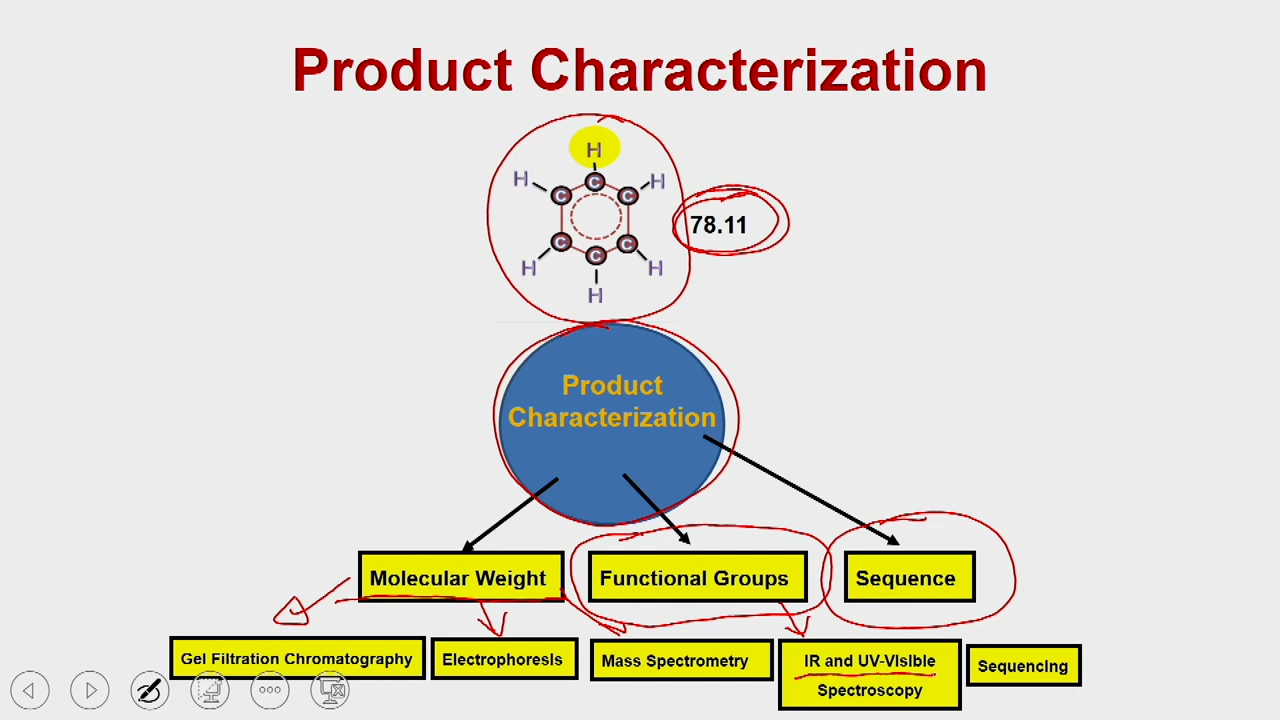 Product Characterization
H
H C H
C C
78.11
C C
H C H
H
Product
Characterization
Molecular Weight
Functional Groups
Sequence
Gel Filtration Chromatography
Electrophoresis
Mass Spectrometry
IR and UV-Visible
Spectroscopy
Sequencing